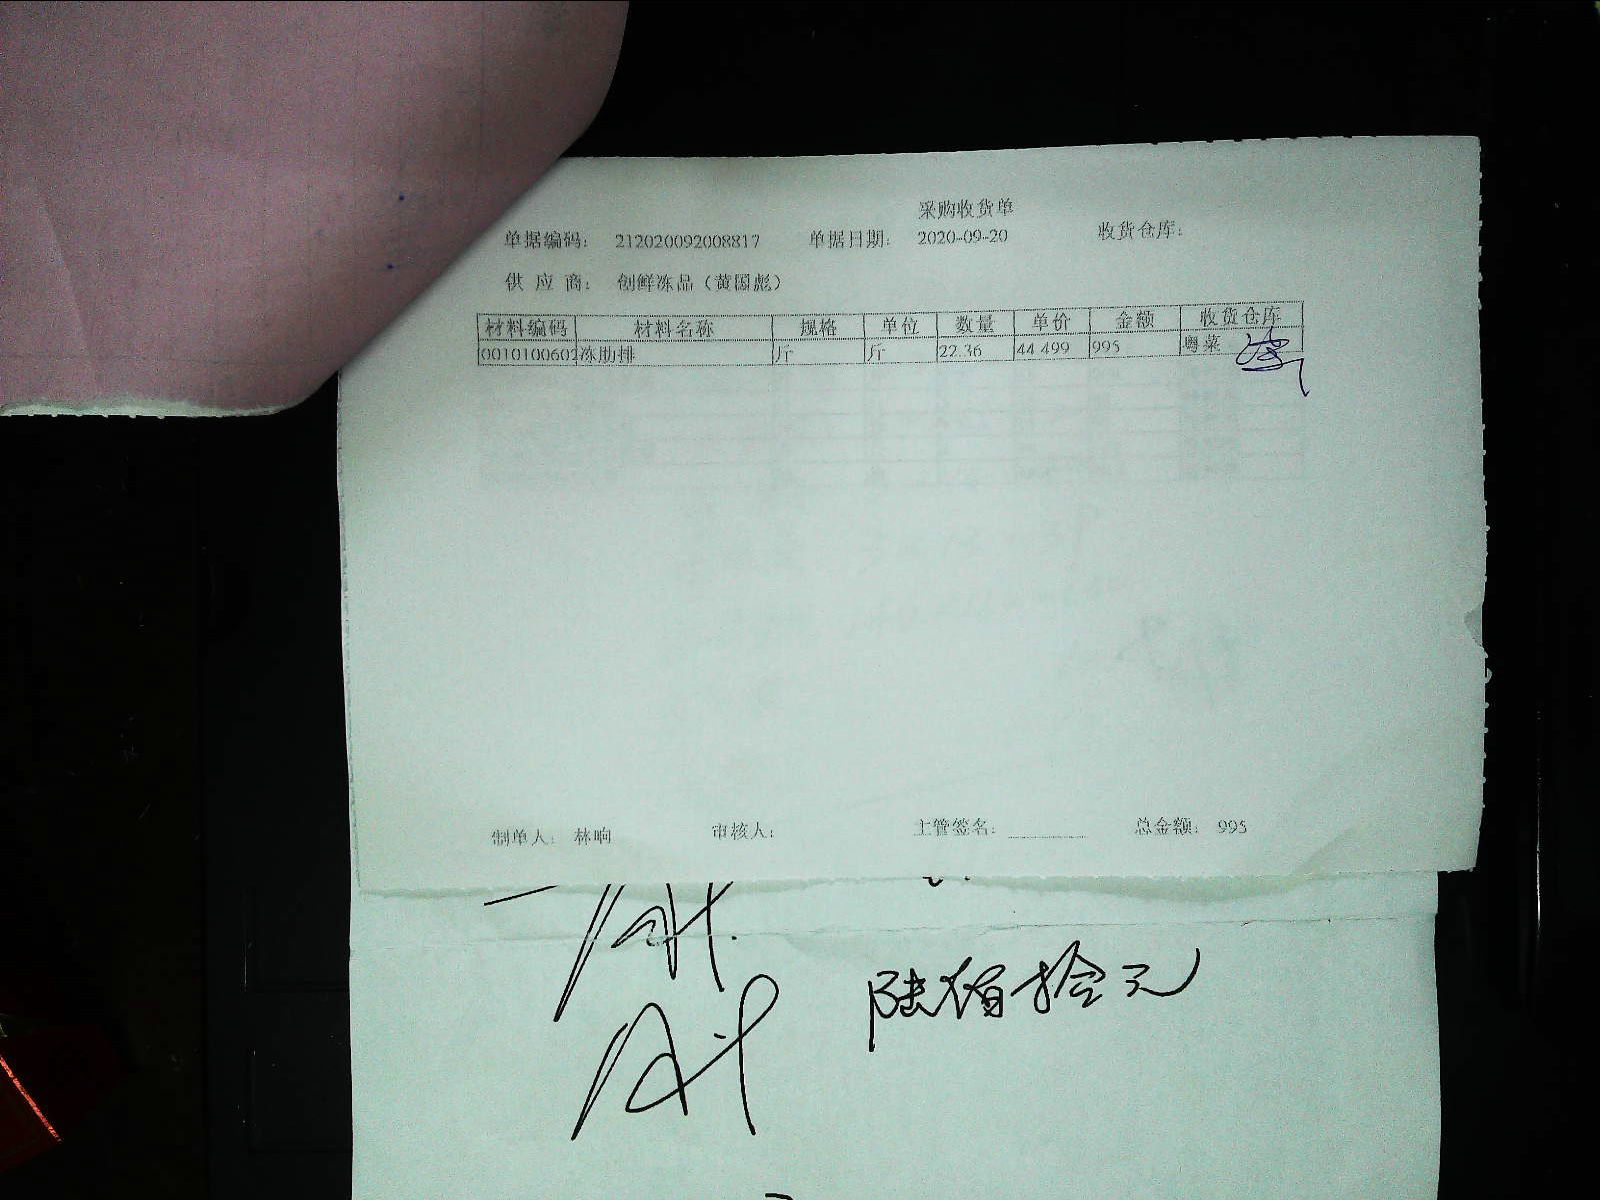 采购收货单
单据编码： 212020092008817 单据日期： 2020-09-20 收货仓库：
供 应 商： 创鲜冻品（黄国彪）
材料编码 材料名称 规格 单位 数量 单价 金额 收货仓库
0010100602 冻肋排 斤 斤 22.36 44.499 995 粤菜
制单人： 林响 审核人： 主管签名： ________ 总金额： 995
陆佰拾元